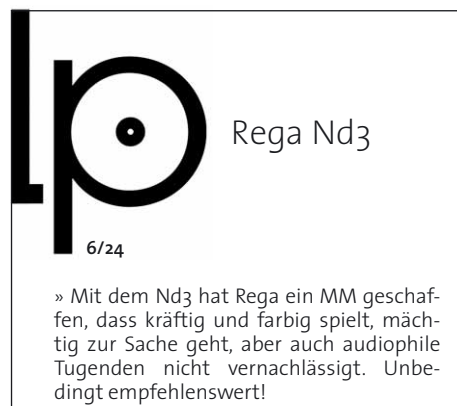 lp
Rega Nd3
6/24
» Mit dem Nd3 hat Rega ein MM geschaf-
fen, dass kräftig und farbig spielt, mäch-
tig zur Sache geht, aber auch audiophile
Tugenden nicht vernachlässigt. Unbe-
dingt empfehlenswert!